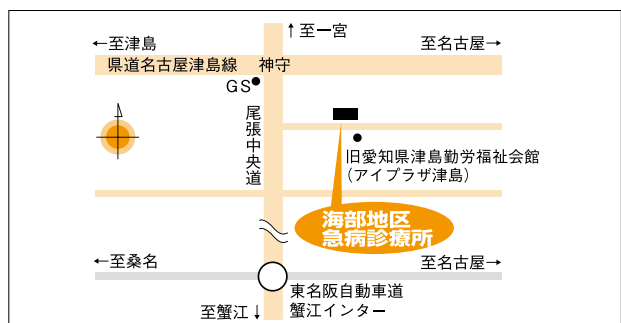 ↑至一宮
←至津島
至名古屋→
県道名古屋津島線 神守
GS
尾張中央道
旧愛知県津島勤労福祉会館
(アイプラザ津島)
海部地区
急病診療所
←至桑名
至名古屋→
東名阪自動車道
蟹江インター
至蟹江↓